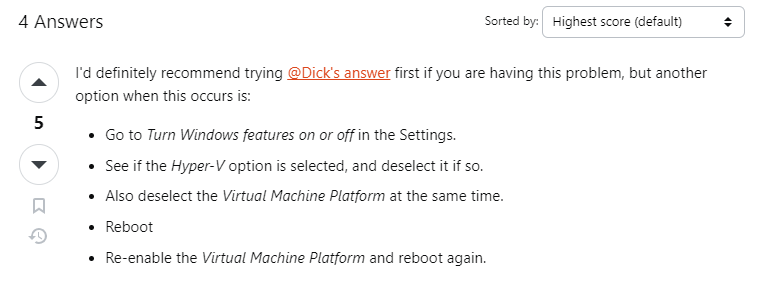 4 Answers
Sorted by: Highest score (default)
I'd definitely recommend trying @Dick's answer first if you are having this problem, but another
option when this occurs is:
5
• Go to Turn Windows features on or off in the Settings.
• See if the Hyper-V option is selected, and deselect it if so.
• Also deselect the Virtual Machine Platform at the same time.
• Reboot
• Re-enable the Virtual Machine Platform and reboot again.